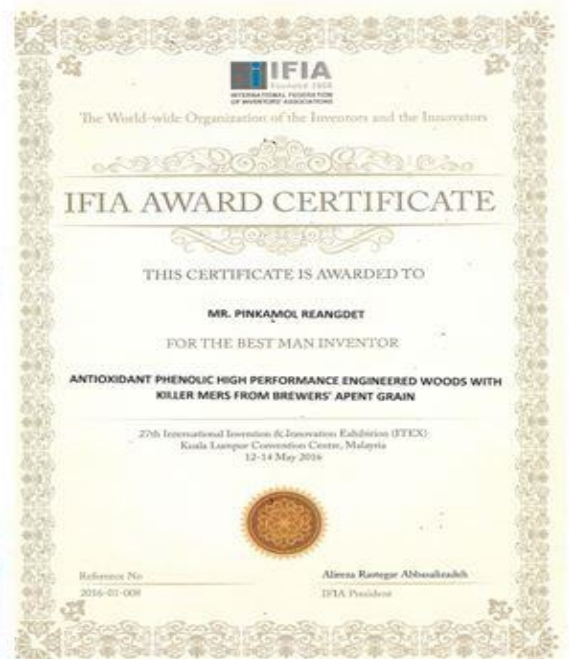 IFIA
Founded 1968
INTERNATIONAL FEDERATION
OF INVENTORS' ASSOCIATIONS
The World-wide Organization of the Inventors and the Innovators
IFIA AWARD CERTIFICATE
THIS CERTIFICATE IS AWARDED TO
MR. PINKAMOL REANGDET
FOR THE BEST MAN INVENTOR
ANTIOXIDANT PHENOLIC HIGH PERFORMANCE ENGINEERED WOODS WITH
KILLER MERS FROM BREWERS' APENT GRAIN
27th International Invention & Innovation Exhibition (ITEX)
Kuala Lumpur Convention Centre, Malaysia
12-14 May 2016
Reference No
2016-01-008
Alireza Rastegar Abbasalizadeh
IFIA President